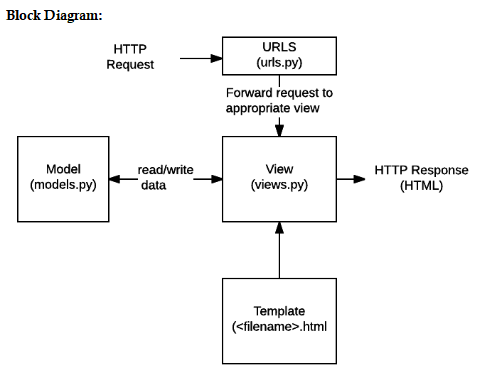 Block Diagram:
HTTP
Request
URLS
(urls.py)
Forward request to
appropriate view
Model
(models.py)
read/write
data
View
(views.py)
HTTP Response
(HTML)
Template
(<filename>.html